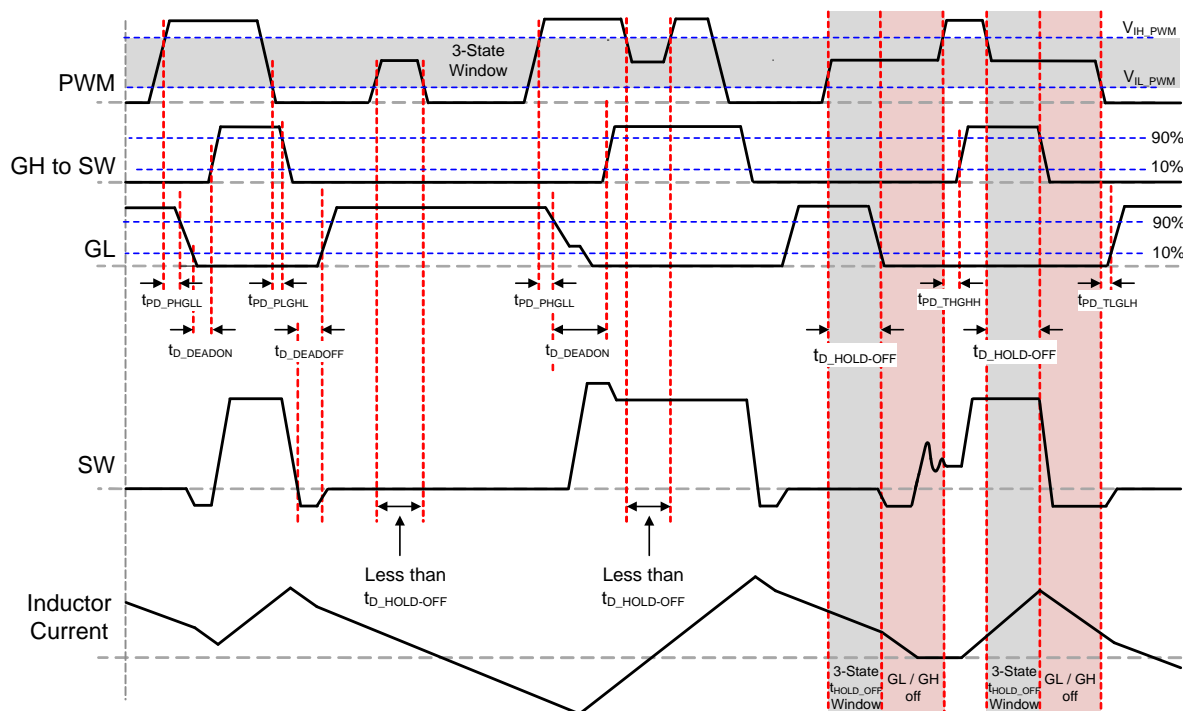 V_IH_PWM
3-State
Window
PWM
V_IL_PWM
90%
GH to SW
10%
90%
GL
10%
t_PD_PHGLL
t_PD_PLGHL
t_PD_PHGLL
t_PD_THGHH
t_PD_TLGLH
t_D_DEADON
t_D_DEADOFF
t_D_DEADON
t_D_HOLD-OFF
t_D_HOLD-OFF
SW
Less than
t_D_HOLD-OFF
Less than
t_D_HOLD-OFF
Inductor
Current
3-State
t_HOLD_OFF
Window
GL / GH
off
3-State
t_HOLD_OFF
Window
GL / GH
off